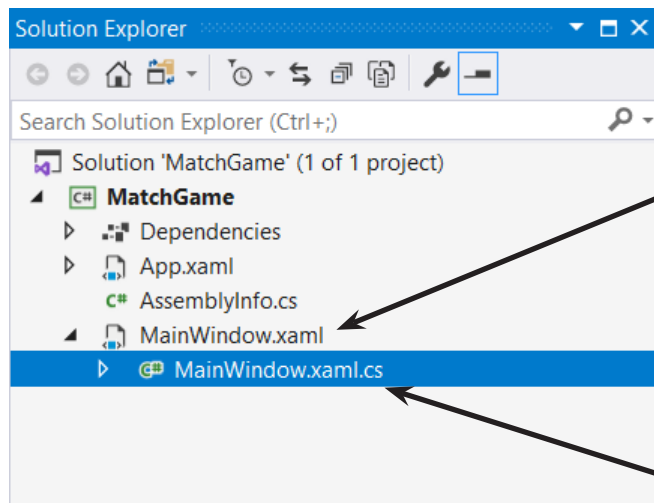 Solution Explorer
Search Solution Explorer (Ctrl+;)
Solution 'MatchGame' (1 of 1 project)
C# MatchGame
Dependencies
App.xaml
C# AssemblyInfo.cs
MainWindow.xaml
C# MainWindow.xaml.cs